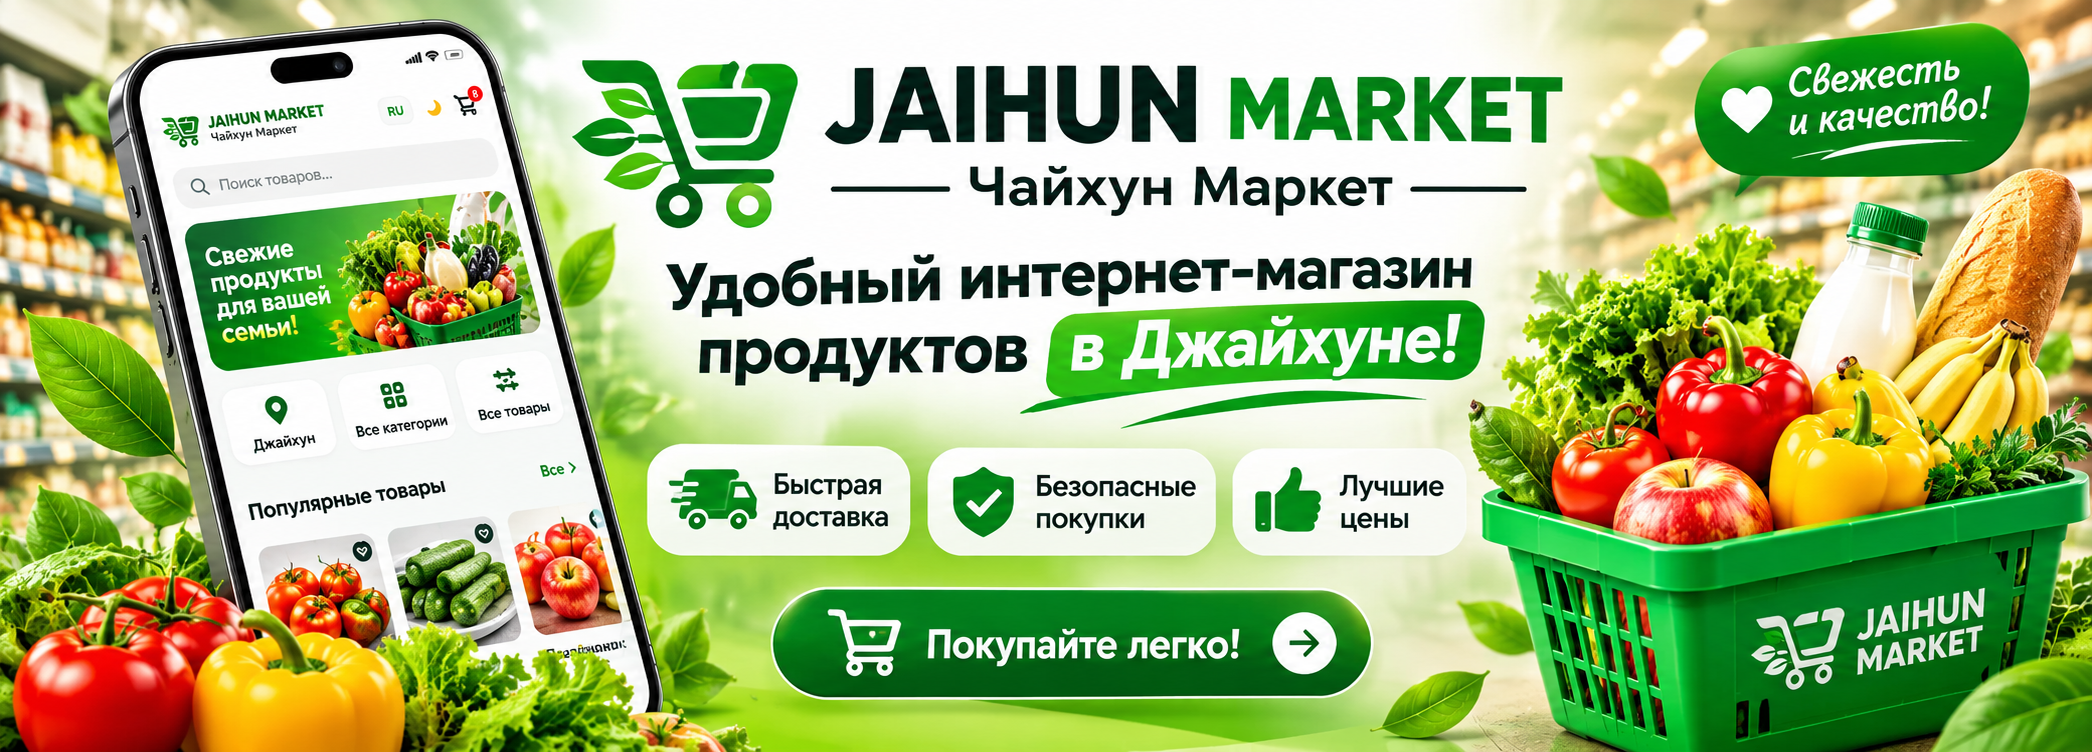 JAIHUN MARKET
Чайхун Маркет
RU
8
Поиск товаров...
Свежие
продукты
для вашей
семьи!
Джайхун
Все категории
Все товары
Популярные товары
Все
JAIHUN MARKET
Чайхун Маркет
Удобный интернет-магазин
продуктов в Джайхуне!
Быстрая
доставка
Безопасные
покупки
Лучшие
цены
Покупайте легко!
Свежесть
и качество!
JAIHUN
MARKET